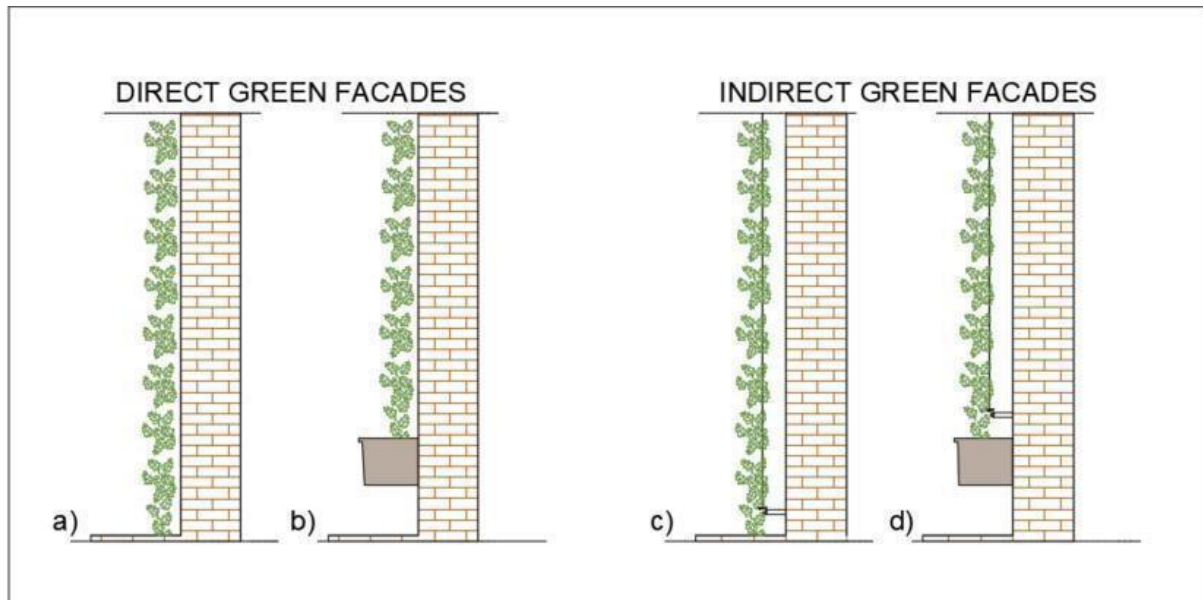 DIRECT GREEN FACADES
INDIRECT GREEN FACADES
a)
b)
c)
d)